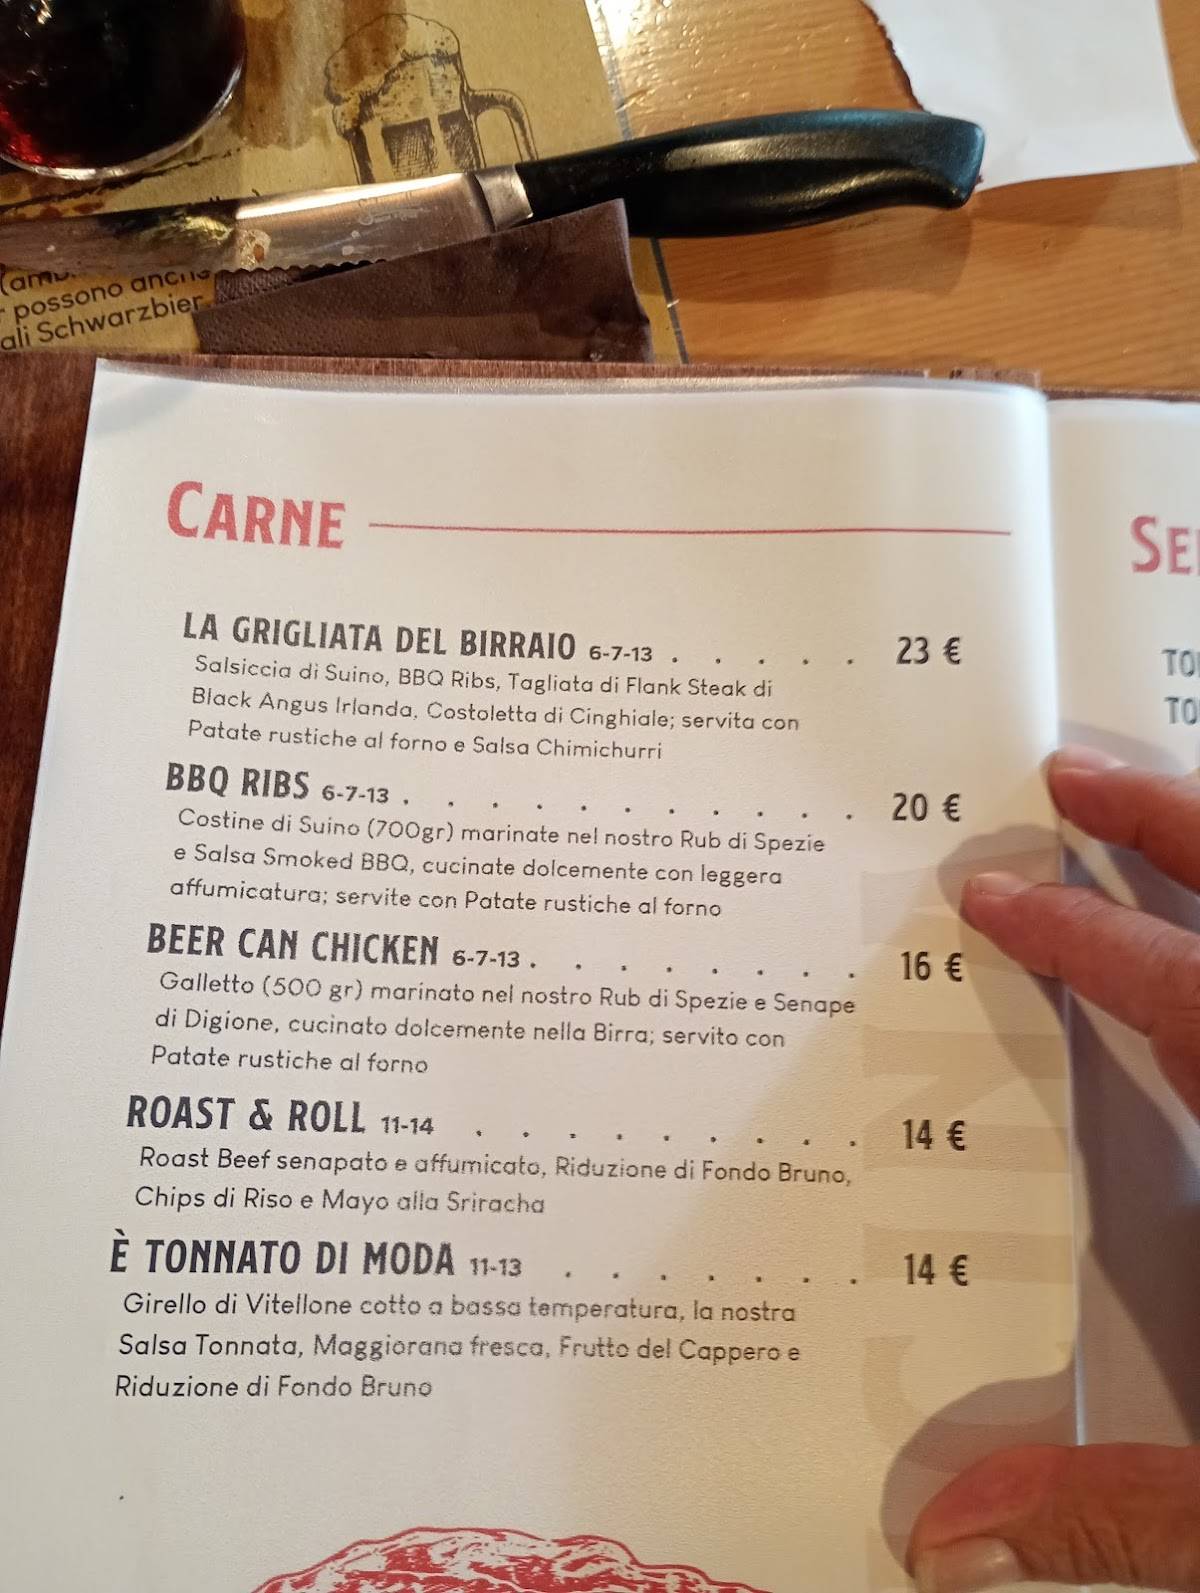 (amb
r possono anche
ali Schwarzbier
CARNE
LA GRIGLIATA DEL BIRRAIO 6-7-13 . . . . . 23 €
Salsiccia di Suino, BBQ Ribs, Tagliata di Flank Steak di
Black Angus Irlanda, Costoletta di Cinghiale; servita con
Patate rustiche al forno e Salsa Chimichurri
BBQ RIBS 6-7-13 . . . . . . . . . . . 20 €
Costine di Suino (700gr) marinate nel nostro Rub di Spezie
e Salsa Smoked BBQ, cucinate dolcemente con leggera
affumicatura; servite con Patate rustiche al forno
BEER CAN CHICKEN 6-7-13 . . . . . . . . 16 €
Galletto (500 gr) marinato nel nostro Rub di Spezie e Senape
di Digione, cucinato dolcemente nella Birra; servito con
Patate rustiche al forno
ROAST & ROLL 11-14 . . . . . . . . . 14 €
Roast Beef senapato e affumicato, Riduzione di Fondo Bruno,
Chips di Riso e Mayo alla Sriracha
È TONNATO DI MODA 11-13 . . . . . . . 14 €
Girello di Vitellone cotto a bassa temperatura, la nostra
Salsa Tonnata, Maggiorana fresca, Frutto del Cappero e
Riduzione di Fondo Bruno
SE
TO
TO